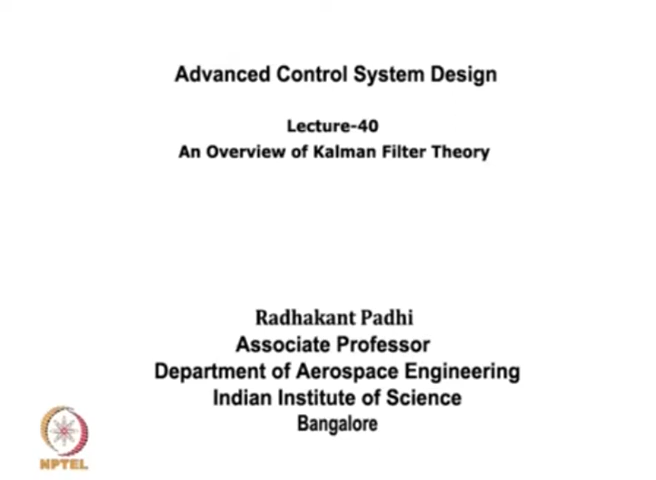 Advanced Control System Design
Lecture-40
An Overview of Kalman Filter Theory
Radhakant Padhi
Associate Professor
Department of Aerospace Engineering
Indian Institute of Science
Bangalore
NPTEL